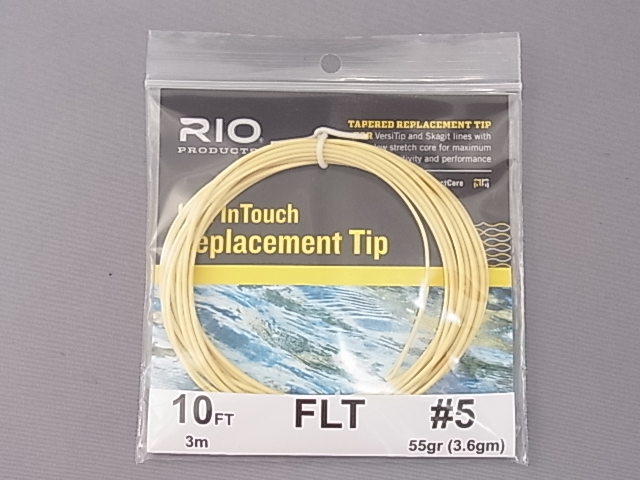 RIO
PRODUCTS
TAPERED REPLACEMENT TIP
VersiTip and Skagit lines with
low stretch core for maximum
and performance
InTouch
Replacement Tip
10FT
3m
FLT
#5
55gr (3.6gm)